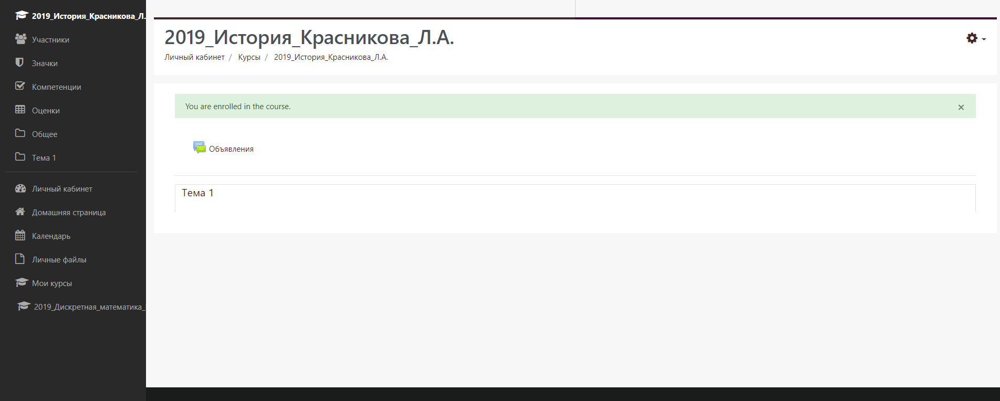 2019_История_Красникова_Л.
Участники
Значки
Компетенции
Оценки
Общее
Тема 1
Личный кабинет
Домашняя страница
Календарь
Личные файлы
Мои курсы
2019_Дискретная_математика_
2019_История_Красникова_Л.А.
Личный кабинет / Курсы / 2019_История_Красникова_Л.А.
You are enrolled in the course. ×
Объявления
Тема 1